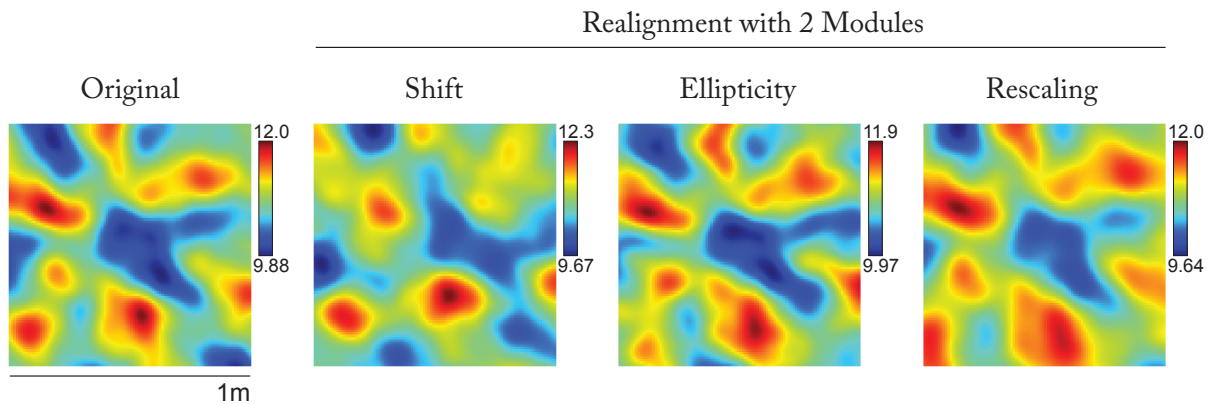 Realignment with 2 Modules
Original
Shift
Ellipticity
Rescaling
12.0
9.88
12.3
9.67
11.9
9.97
12.0
9.64
1m